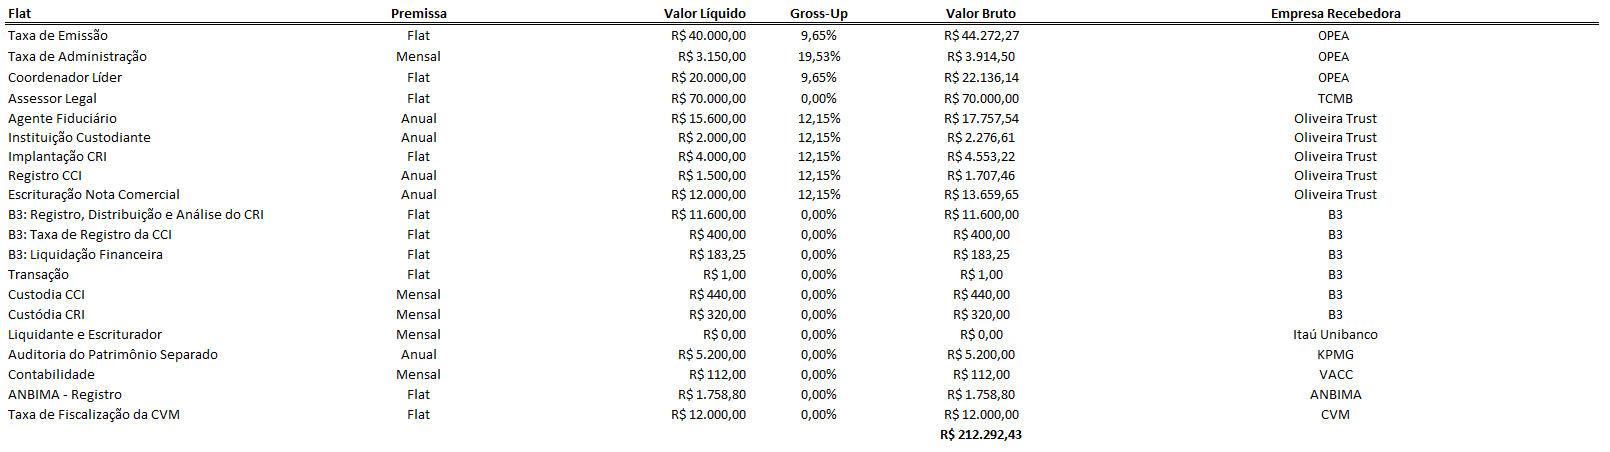 Flat Premissa Valor Líquido Gross-Up Valor Bruto Empresa Recebedora
Taxa de Emissão Flat R$ 40.000,00 9,65% R$ 44.272,27 OPEA
Taxa de Administração Mensal R$ 3.150,00 19,53% R$ 3.914,50 OPEA
Coordenador Líder Flat R$ 20.000,00 9,65% R$ 22.136,14 OPEA
Assessor Legal Flat R$ 70.000,00 0,00% R$ 70.000,00 TCMB
Agente Fiduciário Anual R$ 15.600,00 12,15% R$ 17.757,54 Oliveira Trust
Instituição Custodiante Anual R$ 2.000,00 12,15% R$ 2.276,61 Oliveira Trust
Implantação CRI Flat R$ 4.000,00 12,15% R$ 4.553,22 Oliveira Trust
Registro CCI Anual R$ 1.500,00 12,15% R$ 1.707,46 Oliveira Trust
Escrituração Nota Comercial Anual R$ 12.000,00 12,15% R$ 13.659,65 Oliveira Trust
B3: Registro, Distribuição e Análise do CRI Flat R$ 11.600,00 0,00% R$ 11.600,00 B3
B3: Taxa de Registro da CCI Flat R$ 400,00 0,00% R$ 400,00 B3
B3: Liquidação Financeira Flat R$ 183,25 0,00% R$ 183,25 B3
Transação Flat R$ 1,00 0,00% R$ 1,00 B3
Custodia CCI Mensal R$ 440,00 0,00% R$ 440,00 B3
Custódia CRI Mensal R$ 320,00 0,00% R$ 320,00 B3
Liquidante e Escriturador Mensal R$ 0,00 0,00% R$ 0,00 Itaú Unibanco
Auditoria do Patrimônio Separado Anual R$ 5.200,00 0,00% R$ 5.200,00 KPMG
Contabilidade Mensal R$ 112,00 0,00% R$ 112,00 VACC
ANBIMA - Registro Flat R$ 1.758,80 0,00% R$ 1.758,80 ANBIMA
Taxa de Fiscalização da CVM Flat R$ 12.000,00 0,00% R$ 12.000,00 CVM
R$ 212.292,43